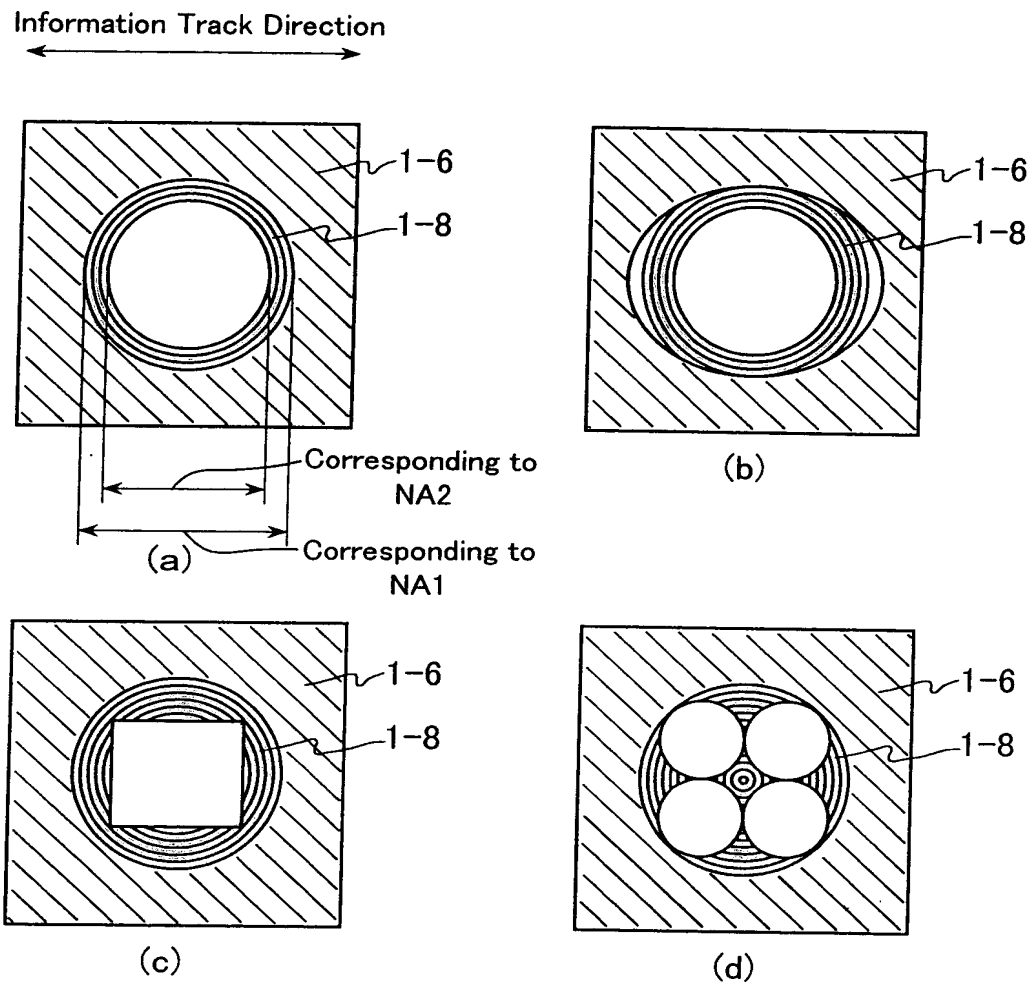 Information Track Direction
1-6
1-8
Corresponding to
NA2
Corresponding to
NA1
(a)
1-6
1-8
(b)
1-6
1-8
(c)
1-6
1-8
(d)